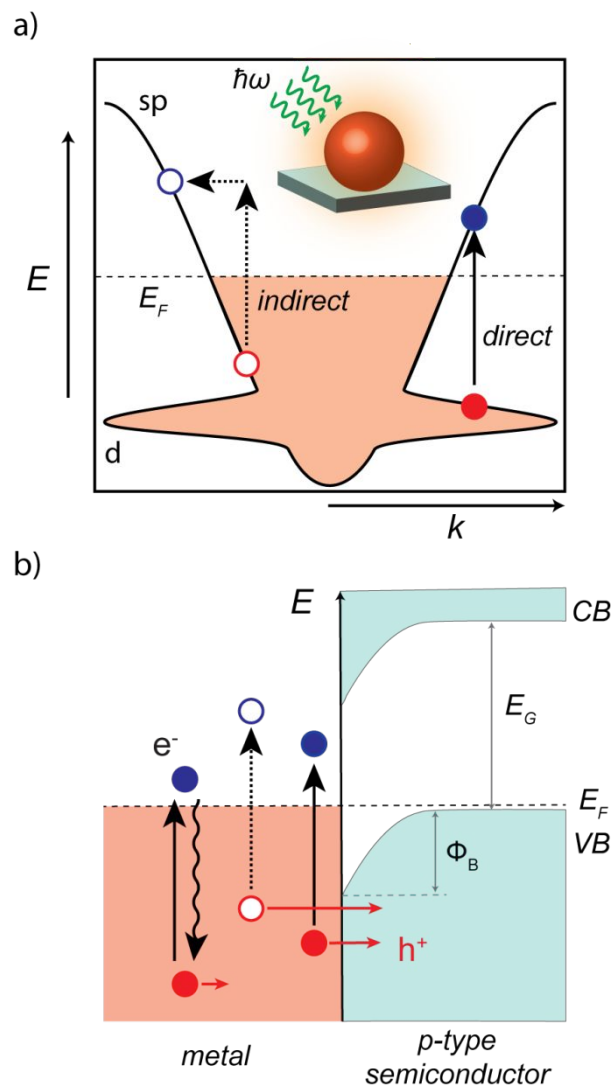 a)
ħω
sp
E
E_F
indirect
direct
d
k
b)
E
CB
E_G
e⁻
E_F
VB
Φ_B
h⁺
metal
p-type
semiconductor